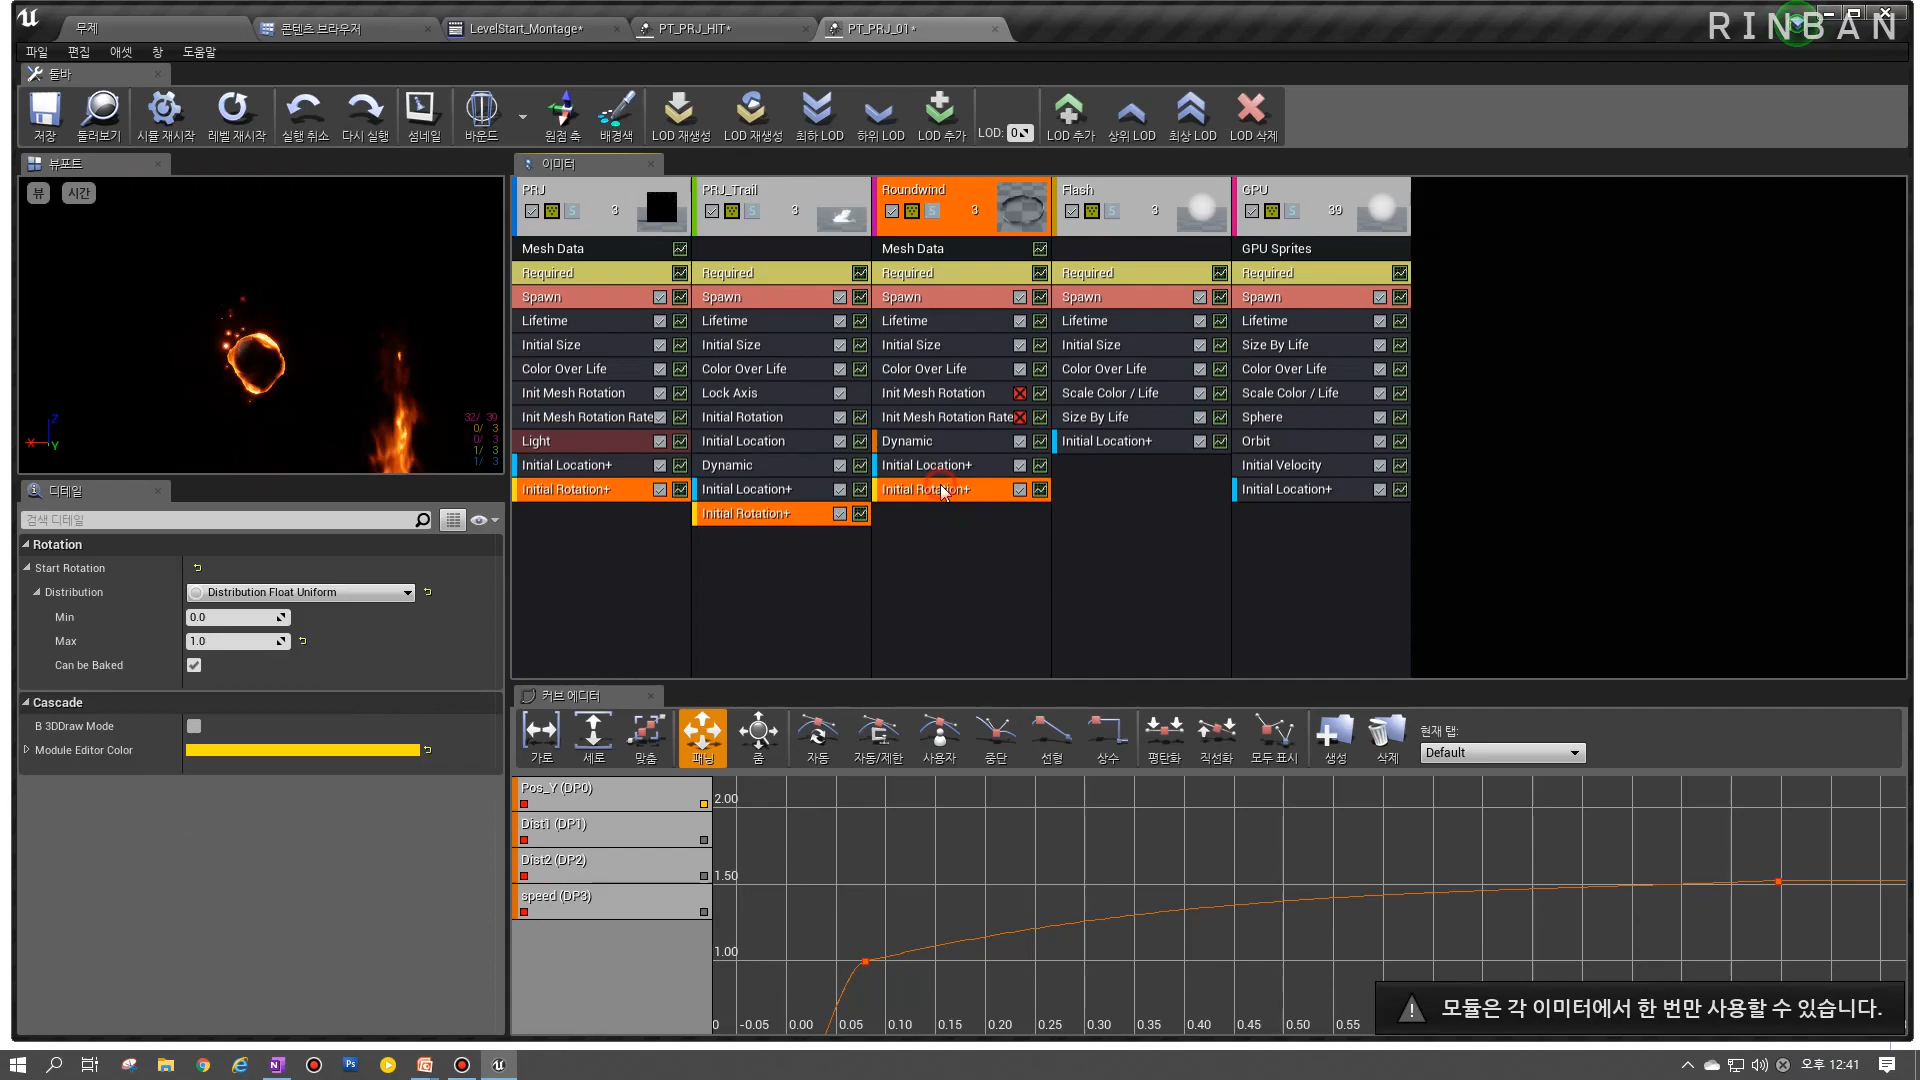 무제
콘텐츠 브라우저
LevelStart_Montage*
PT_PRJ_HIT*
PT_PRJ_01*
RINBAN
파일 편집 애셋 창 도움말
툴바
저장
둘러보기
시뮬 재시작
레벨 재시작
실행 취소
다시 실행
섬네일
바운드
원점 축
배경색
LOD 재생성
LOD 재생성
최하 LOD
하위 LOD
LOD 추가
LOD: 0
LOD 추가
상위 LOD
최상 LOD
LOD 삭제
뷰포트
뷰 시간
32/ 39
0/ 3
0/ 3
1/ 3
1/ 3
Z
X
Y
이미터
PRJ
S 3
Mesh Data
Required
Spawn
Lifetime
Initial Size
Color Over Life
Init Mesh Rotation
Init Mesh Rotation Rate
Light
Initial Location+
Initial Rotation+
PRJ_Trail
S 3
Required
Spawn
Lifetime
Initial Size
Color Over Life
Lock Axis
Initial Rotation
Initial Location
Dynamic
Initial Location+
Initial Rotation+
Roundwind
S 3
Mesh Data
Required
Spawn
Lifetime
Initial Size
Color Over Life
Init Mesh Rotation
Init Mesh Rotation Rate
Dynamic
Initial Location+
Initial Rotation+
Flash
S 3
Required
Spawn
Lifetime
Initial Size
Color Over Life
Scale Color / Life
Size By Life
Initial Location+
GPU
S 39
GPU Sprites
Required
Spawn
Lifetime
Size By Life
Color Over Life
Scale Color / Life
Sphere
Orbit
Initial Velocity
Initial Location+
디테일
검색 디테일
Rotation
Start Rotation
Distribution
Distribution Float Uniform
Min 0.0
Max 1.0
Can be Baked
Cascade
B 3DDraw Mode
Module Editor Color
커브 에디터
가로
세로
맞춤
패닝
줌
자동
자동/제한
사용자
중단
선형
상수
평탄화
직선화
모두 표시
생성
삭제
현재 탭:
Default
Pos_Y (DP0)
Dist1 (DP1)
Dist2 (DP2)
speed (DP3)
2.00
1.50
1.00
0 -0.05 0.00 0.05 0.10 0.15 0.20 0.25 0.30 0.35 0.40 0.45 0.50 0.55
모듈은 각 이미터에서 한 번만 사용할 수 있습니다.
오후 12:41